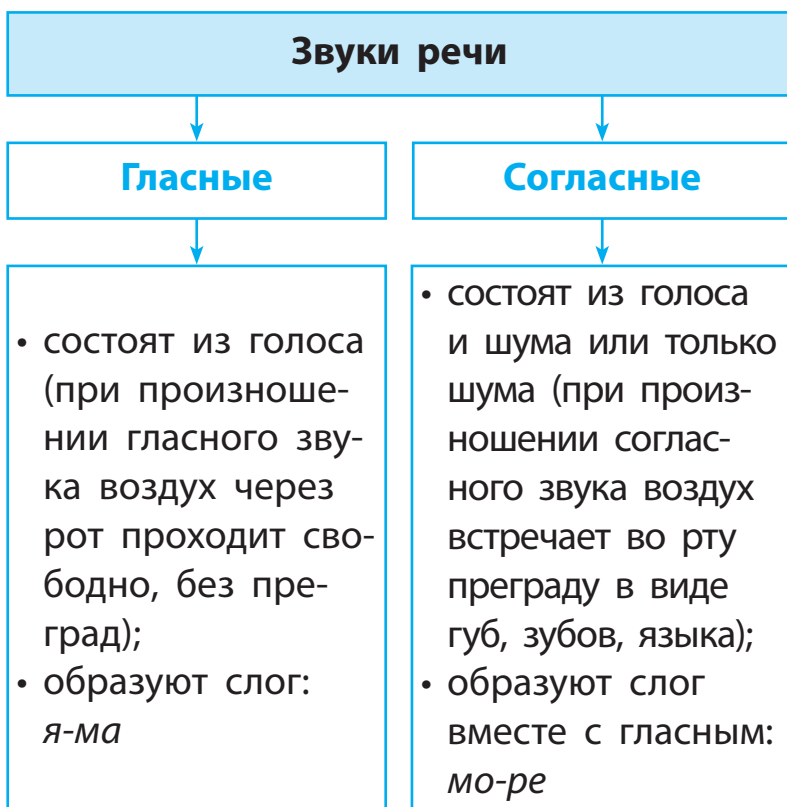 Звуки речи
Гласные
Согласные
• состоят из голоса
(при произноше-
нии гласного зву-
ка воздух через
рот проходит сво-
бодно, без пре-
град);
• образуют слог:
я-ма
• состоят из голоса
и шума или только
шума (при произ-
ношении соглас-
ного звука воздух
встречает во рту
преграду в виде
губ, зубов, языка);
• образуют слог
вместе с гласным:
мо-ре